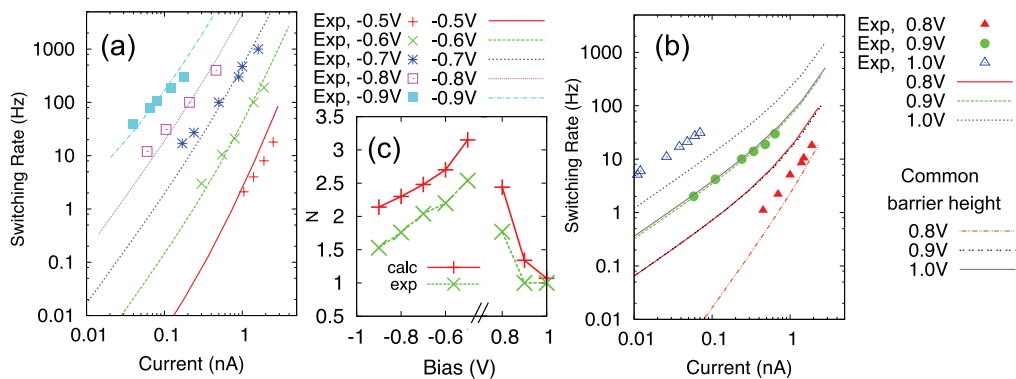 (a)
Switching Rate (Hz)
1000
100
10
1
0.1
0.01
0.01
0.1
1
Current (nA)
Exp, -0.5V -0.5V
Exp, -0.6V -0.6V
Exp, -0.7V -0.7V
Exp, -0.8V -0.8V
Exp, -0.9V -0.9V
(c)
N
3.5
3
2.5
2
1.5
1
0.5
calc
exp
-1 -0.8 -0.6 0.8 1
Bias (V)
(b)
Switching Rate (Hz)
1000
100
10
1
0.1
0.01
0.01
0.1
1
Current (nA)
Exp, 0.8V
Exp, 0.9V
Exp, 1.0V
0.8V
0.9V
1.0V
Common
barrier height
0.8V
0.9V
1.0V